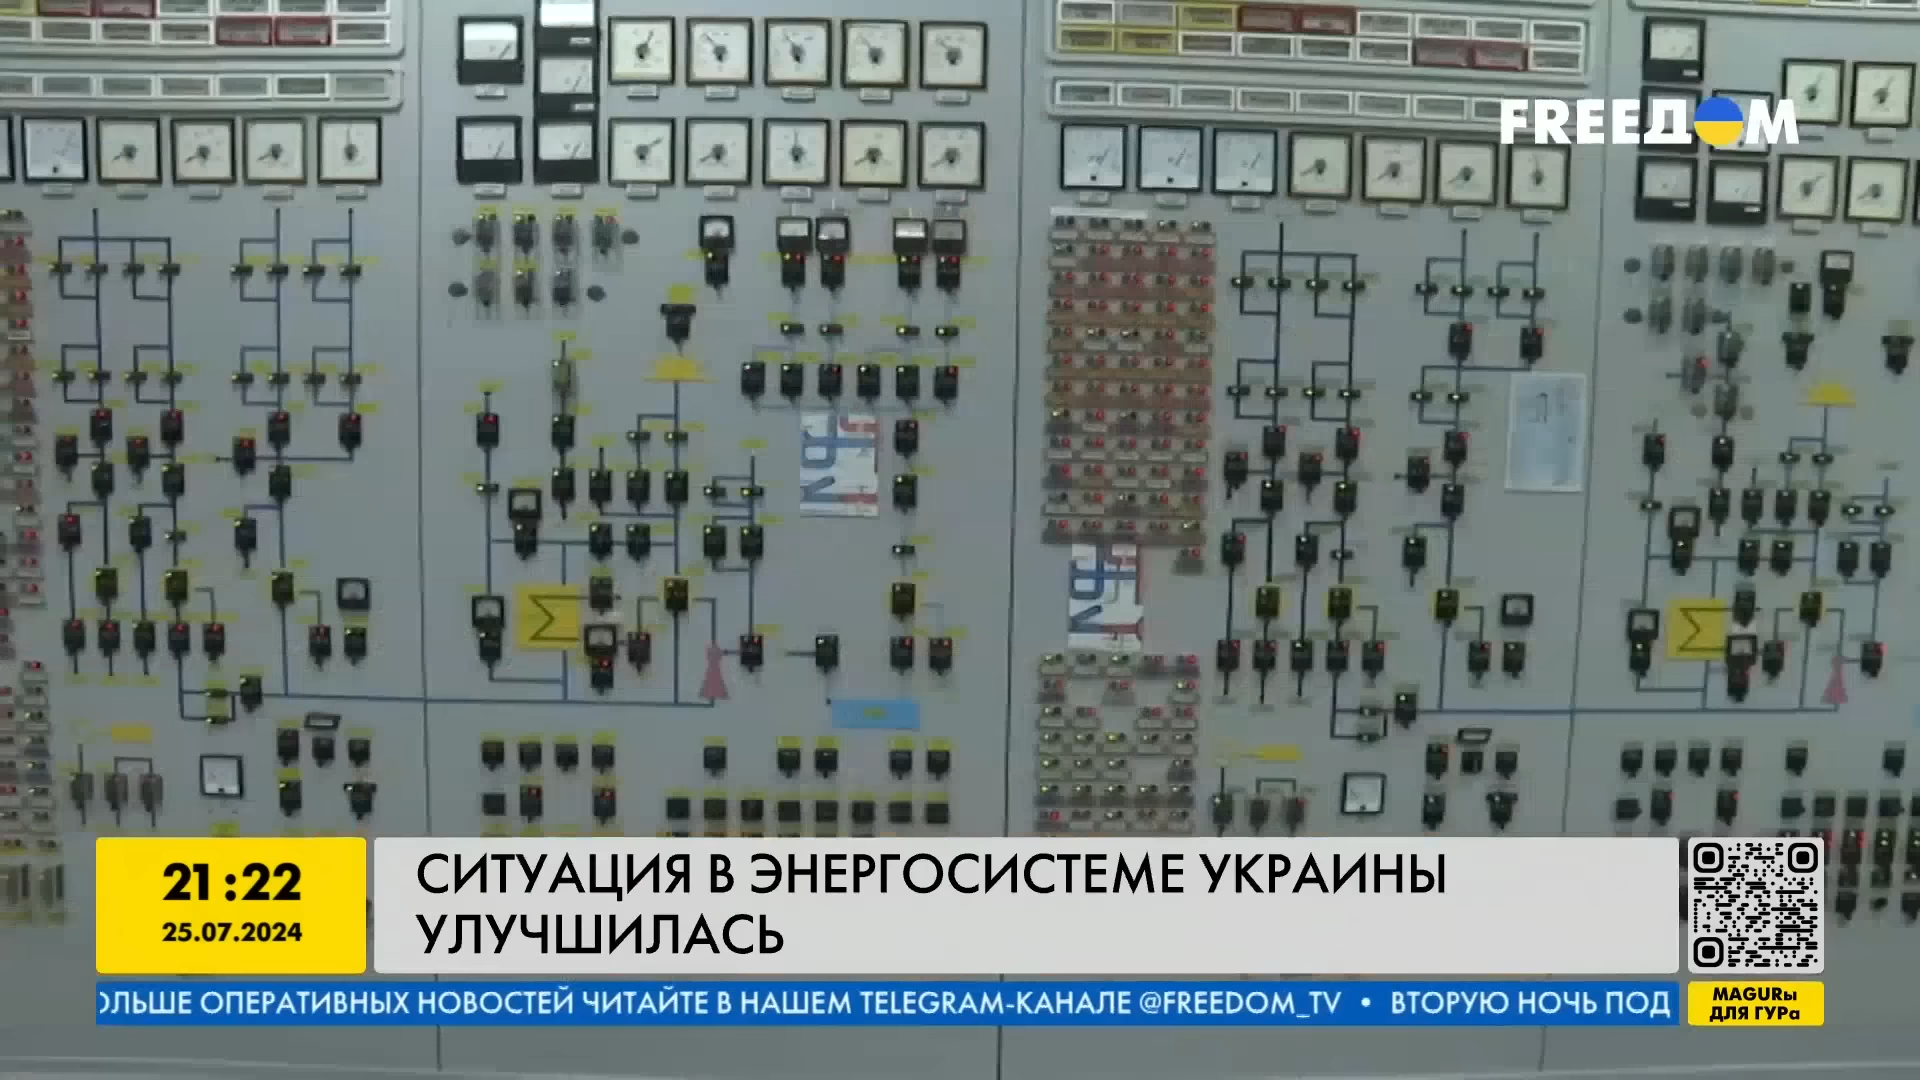 FREEДOM
21:22
25.07.2024
СИТУАЦИЯ В ЭНЕРГОСИСТЕМЕ УКРАИНЫ
УЛУЧШИЛАСЬ
ОЛЬШЕ ОПЕРАТИВНЫХ НОВОСТЕЙ ЧИТАЙТЕ В НАШЕМ TELEGRAM-КАНАЛЕ @FREEDOM_TV • ВТОРУЮ НОЧЬ ПОД
MAGURы
ДЛЯ ГУРа